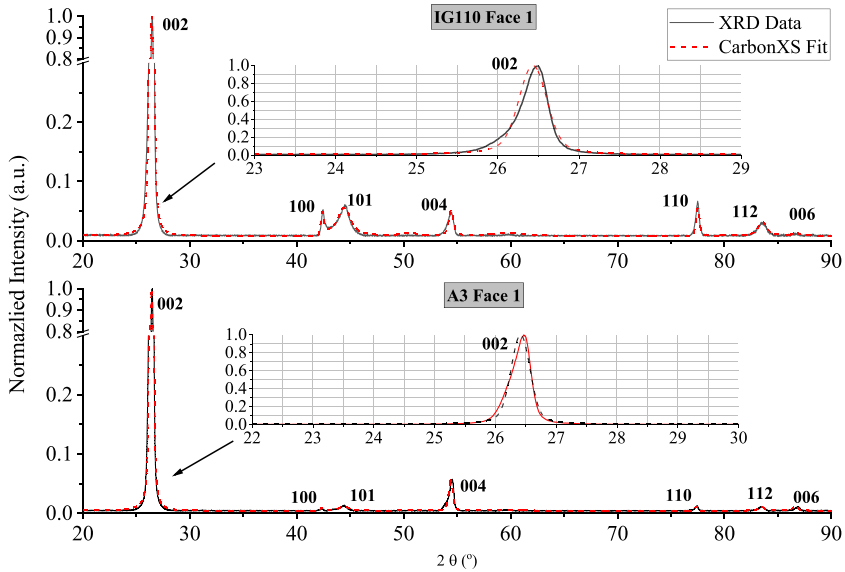 IG110 Face 1
XRD Data
CarbonXS Fit
1.0
0.9
0.8
0.2
0.1
0.0
002
002
1.0
0.8
0.6
0.4
0.2
0.0
23 24 25 26 27 28 29
100 101 004 110 112 006
20 30 40 50 60 70 80 90
Normazlied Intensity (a.u.)
A3 Face 1
1.0
0.9
0.8
0.2
0.1
0.0
002
002
1.0
0.8
0.6
0.4
0.2
0.0
22 23 24 25 26 27 28 29 30
100 101 004 110 112 006
20 30 40 50 60 70 80 90
2 θ (º)